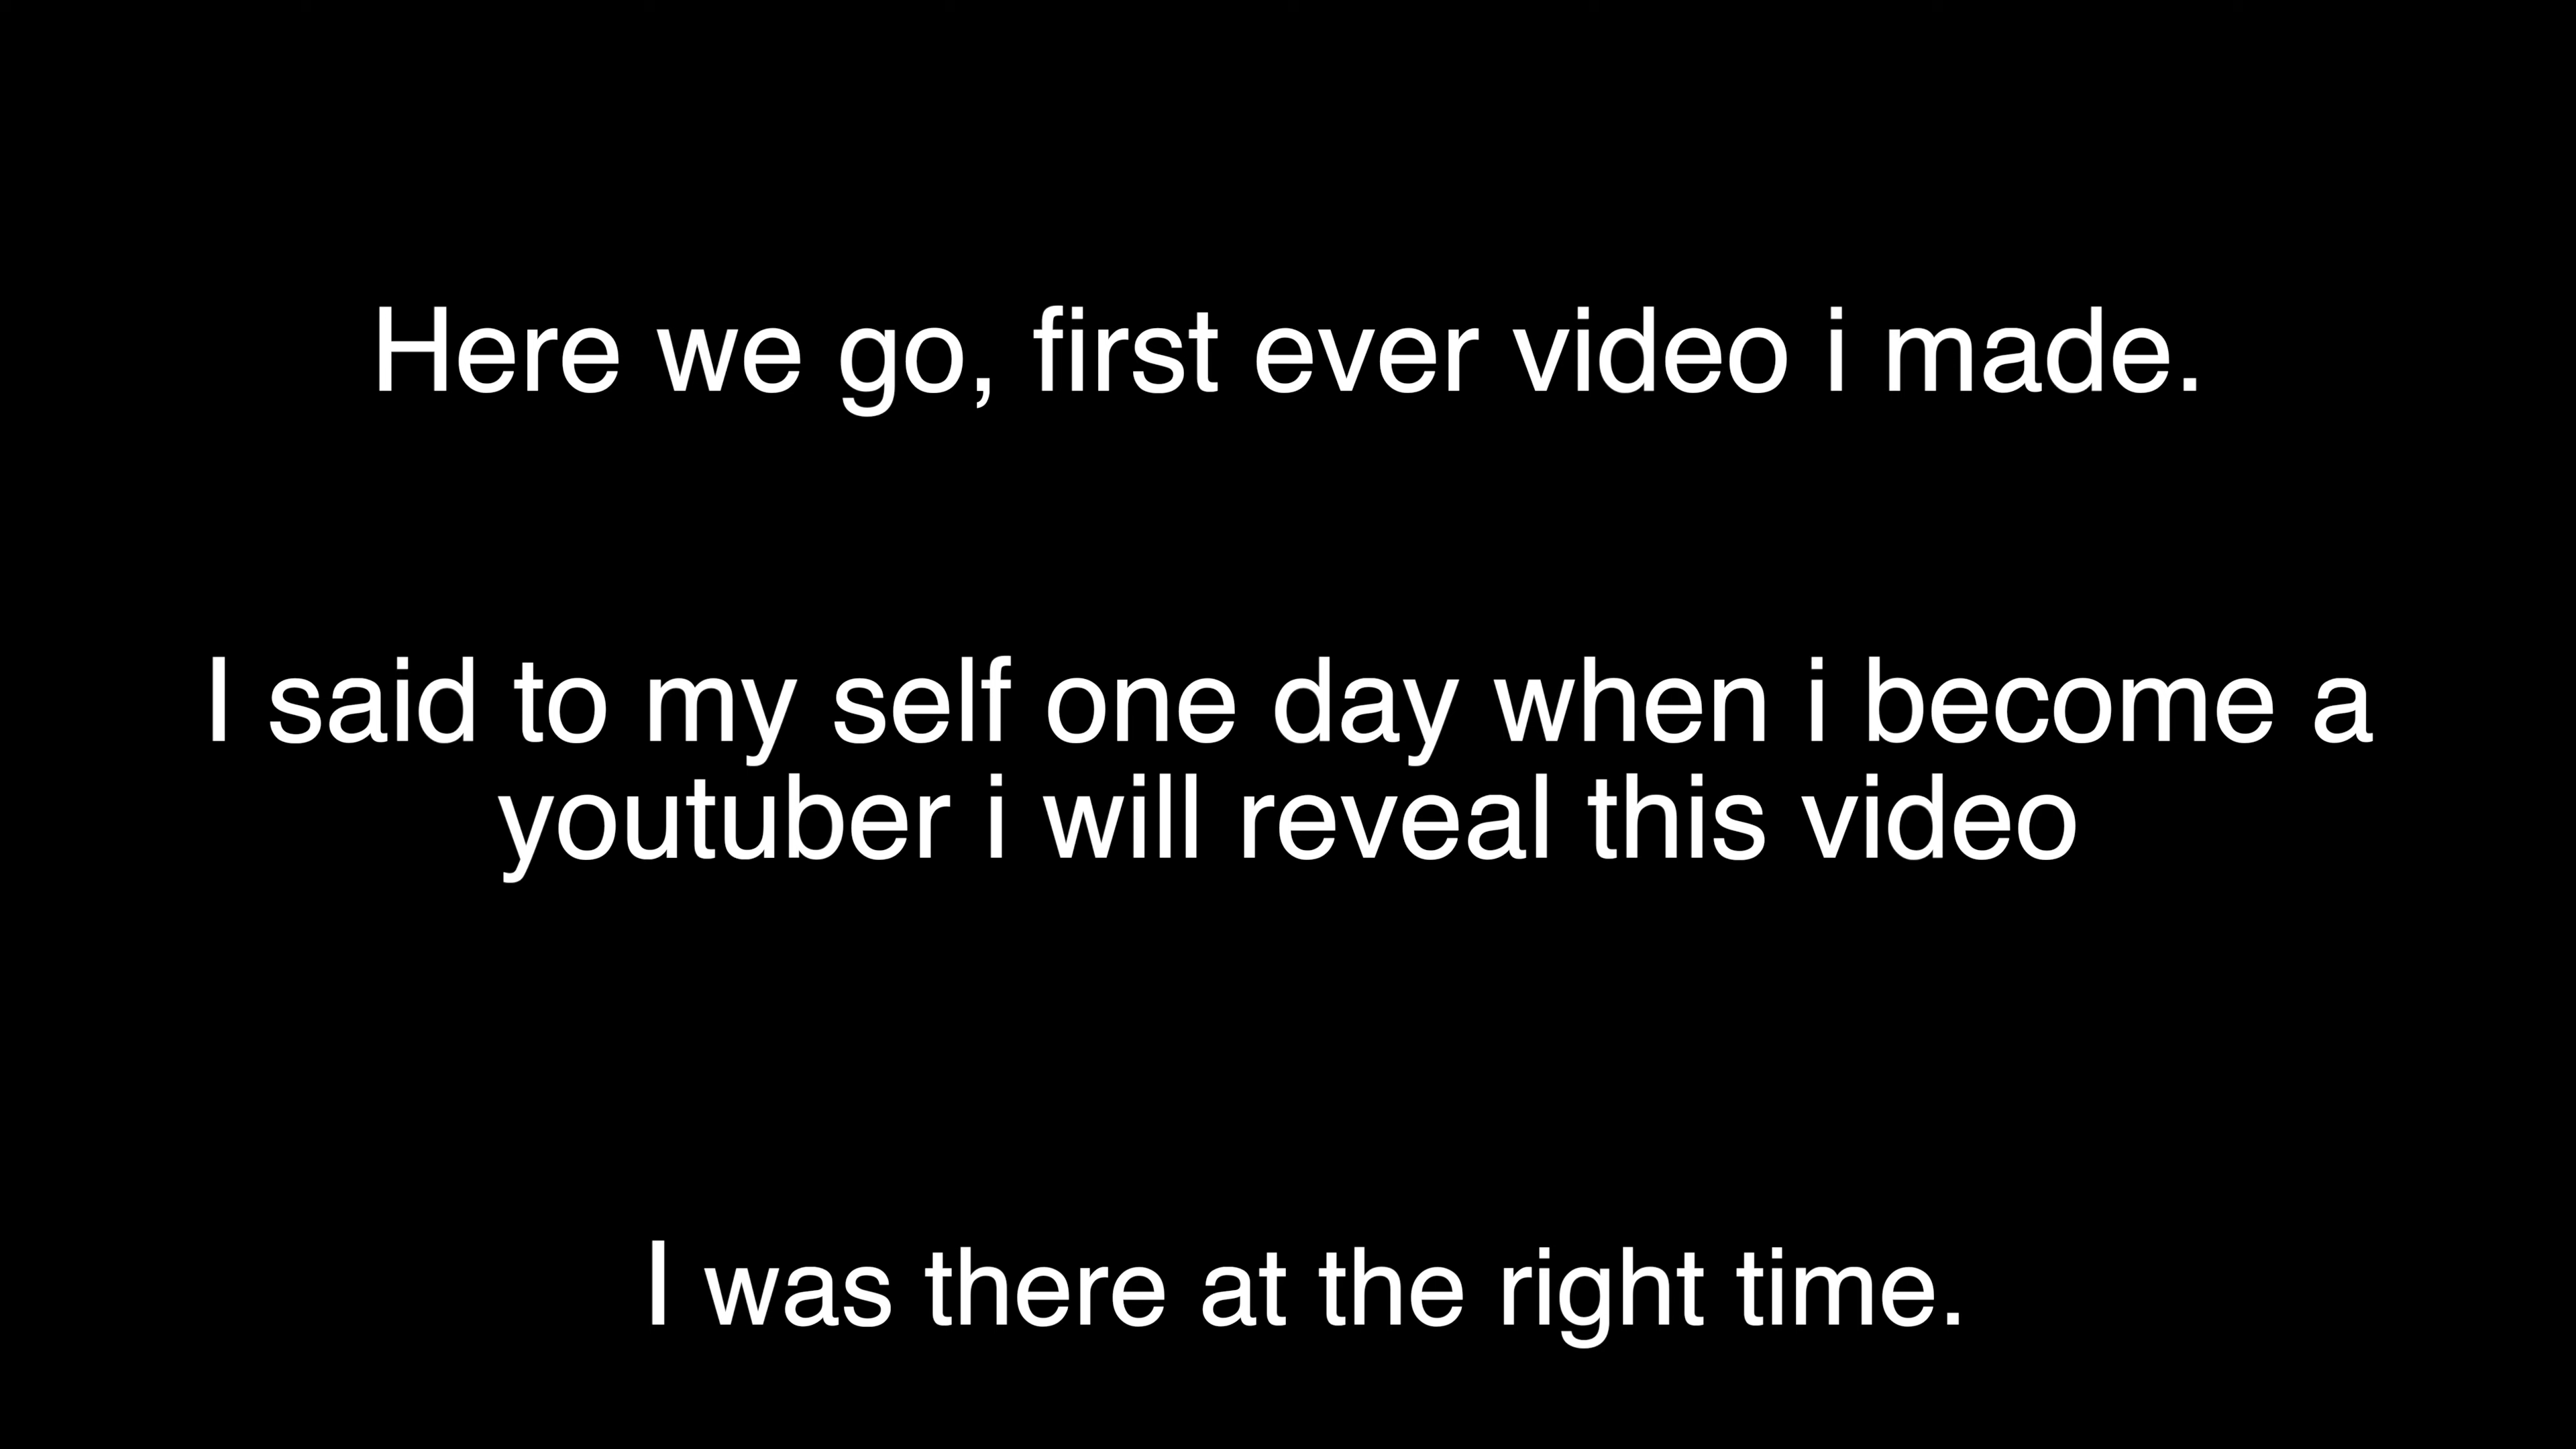 Here we go, first ever video i made.
I said to my self one day when i become a
youtuber i will reveal this video
I was there at the right time.